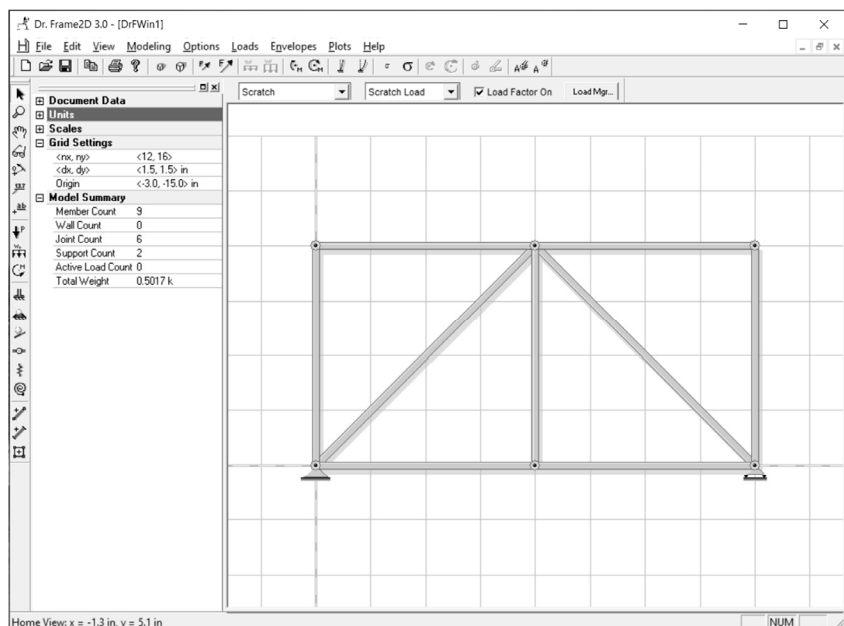 Dr. Frame2D 3.0 - [DrFWin1]
File Edit View Modeling Options Loads Envelopes Plots Help
Scratch Scratch Load Load Factor On Load Mgr...
Document Data
Units
Scales
Grid Settings
<nx, ny> <12, 16>
<dx, dy> <1.5, 1.5> in
Origin <-3.0, -15.0> in
Model Summary
Member Count 9
Wall Count 0
Joint Count 6
Support Count 2
Active Load Count 0
Total Weight 0.5017 k
Home View: x = -1.3 in, y = 5.1 in NUM